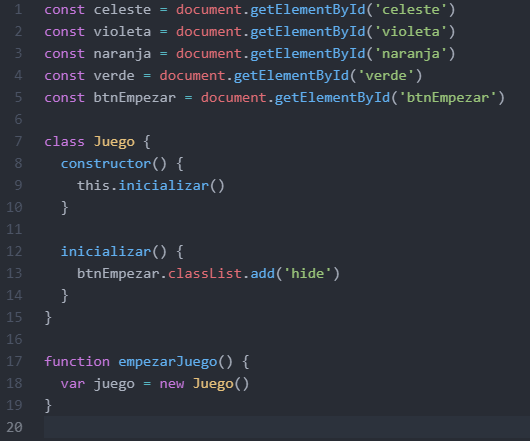 1 const celeste = document.getElementById('celeste')
2 const violeta = document.getElementById('violeta')
3 const naranja = document.getElementById('naranja')
4 const verde = document.getElementById('verde')
5 const btnEmpezar = document.getElementById('btnEmpezar')
6
7 class Juego {
8   constructor() {
9     this.inicializar()
10   }
11
12   inicializar() {
13     btnEmpezar.classList.add('hide')
14   }
15 }
16
17 function empezarJuego() {
18   var juego = new Juego()
19 }
20